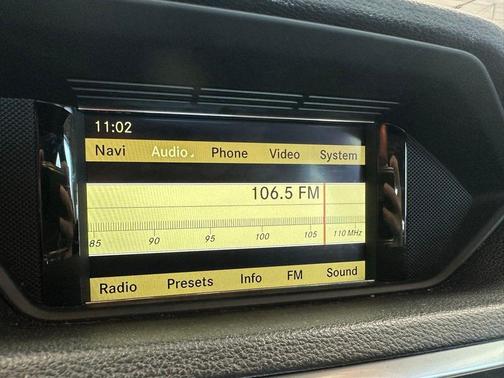 11:02
Navi Audio Phone Video System
106.5 FM
85 90 95 100 105 110 MHz
Radio Presets Info FM Sound